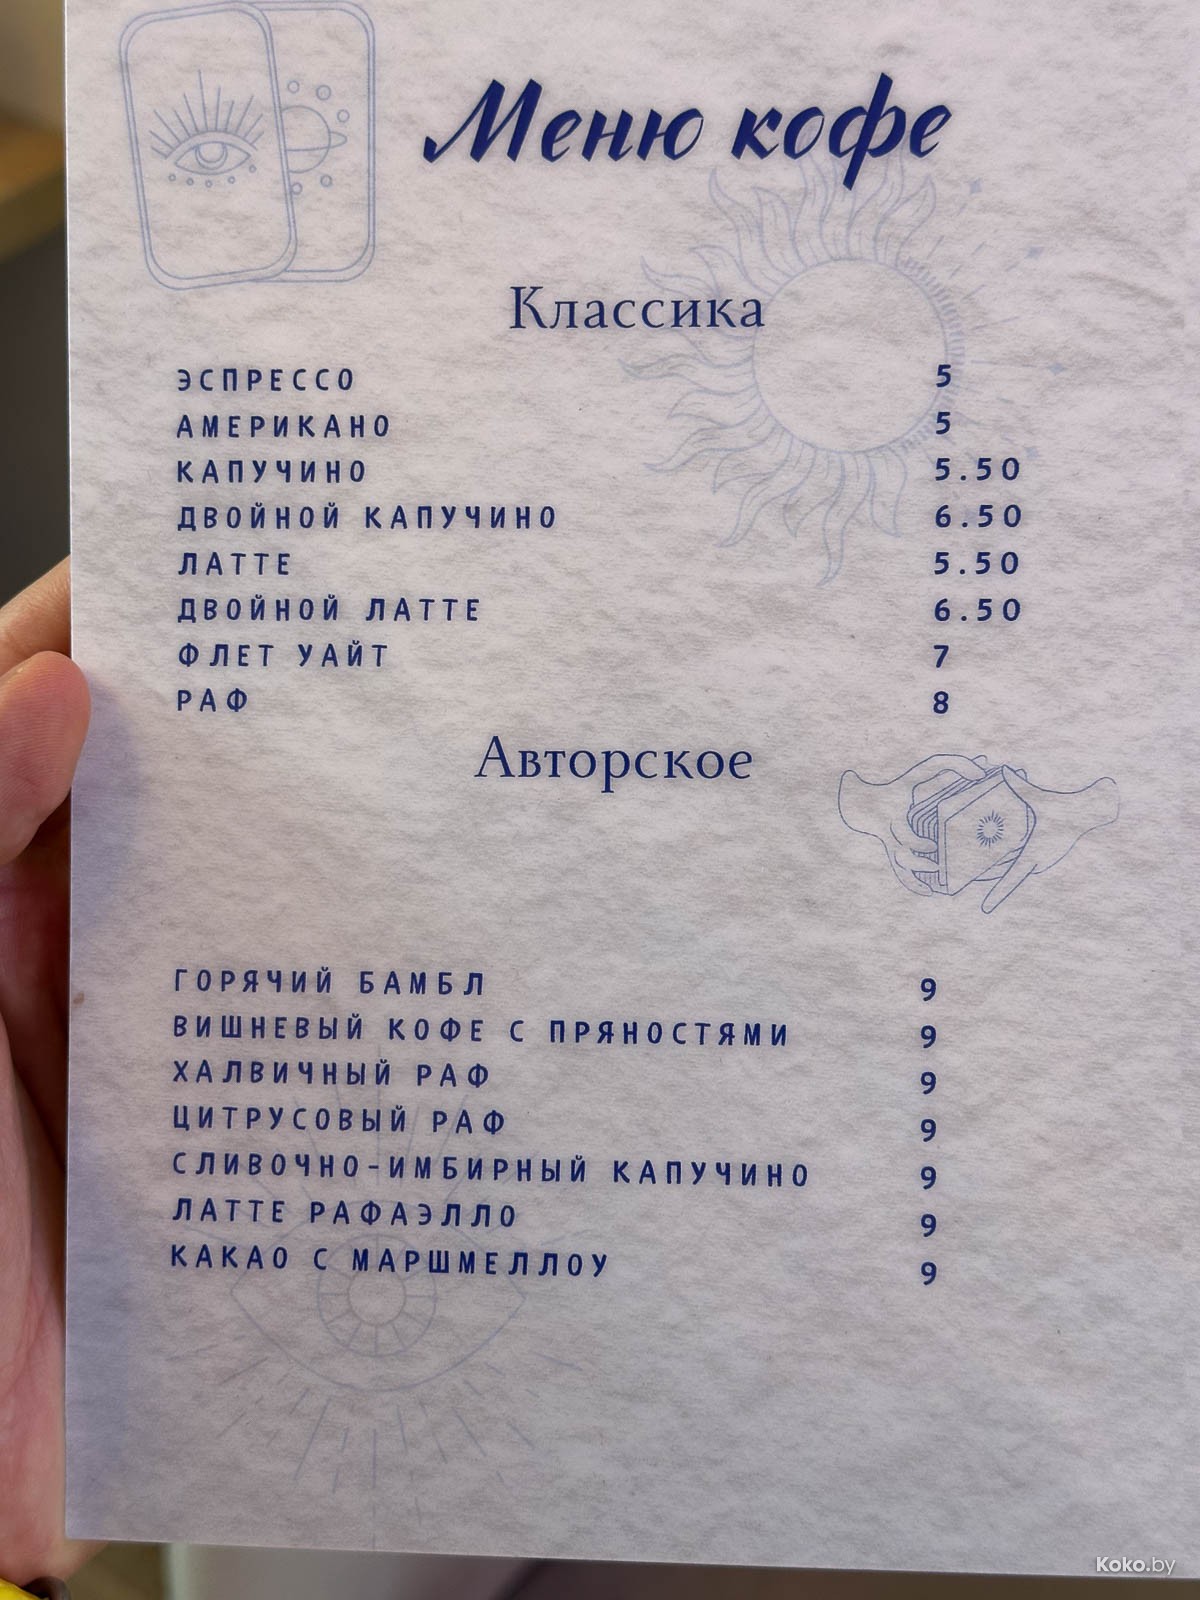 Меню кофе
Классика
ЭСПРЕССО 5
АМЕРИКАНО 5
КАПУЧИНО 5.50
ДВОЙНОЙ КАПУЧИНО 6.50
ЛАТТЕ 5.50
ДВОЙНОЙ ЛАТТЕ 6.50
ФЛЕТ УАЙТ 7
РАФ 8
Авторское
ГОРЯЧИЙ БАМБЛ 9
ВИШНЕВЫЙ КОФЕ С ПРЯНОСТЯМИ 9
ХАЛВИЧНЫЙ РАФ 9
ЦИТРУСОВЫЙ РАФ 9
СЛИВОЧНО-ИМБИРНЫЙ КАПУЧИНО 9
ЛАТТЕ РАФАЭЛЛО 9
КАКАО С МАРШМЕЛЛОУ 9
Koko.by